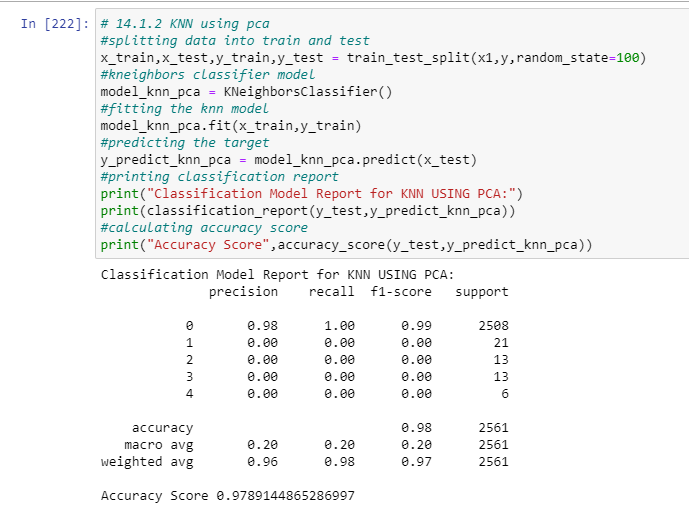 In [222]: # 14.1.2 KNN using pca
#splitting data into train and test
x_train,x_test,y_train,y_test = train_test_split(x1,y,random_state=100)
#kneighbors classifier model
model_knn_pca = KNeighborsClassifier()
#fitting the knn model
model_knn_pca.fit(x_train,y_train)
#predicting the target
y_predict_knn_pca = model_knn_pca.predict(x_test)
#printing classification report
print("Classification Model Report for KNN USING PCA:")
print(classification_report(y_test,y_predict_knn_pca))
#calculating accuracy score
print("Accuracy Score",accuracy_score(y_test,y_predict_knn_pca))
Classification Model Report for KNN USING PCA:
precision recall f1-score support
0 0.98 1.00 0.99 2508
1 0.00 0.00 0.00 21
2 0.00 0.00 0.00 13
3 0.00 0.00 0.00 13
4 0.00 0.00 0.00 6
accuracy 0.98 2561
macro avg 0.20 0.20 0.20 2561
weighted avg 0.96 0.98 0.97 2561
Accuracy Score 0.9789144865286997